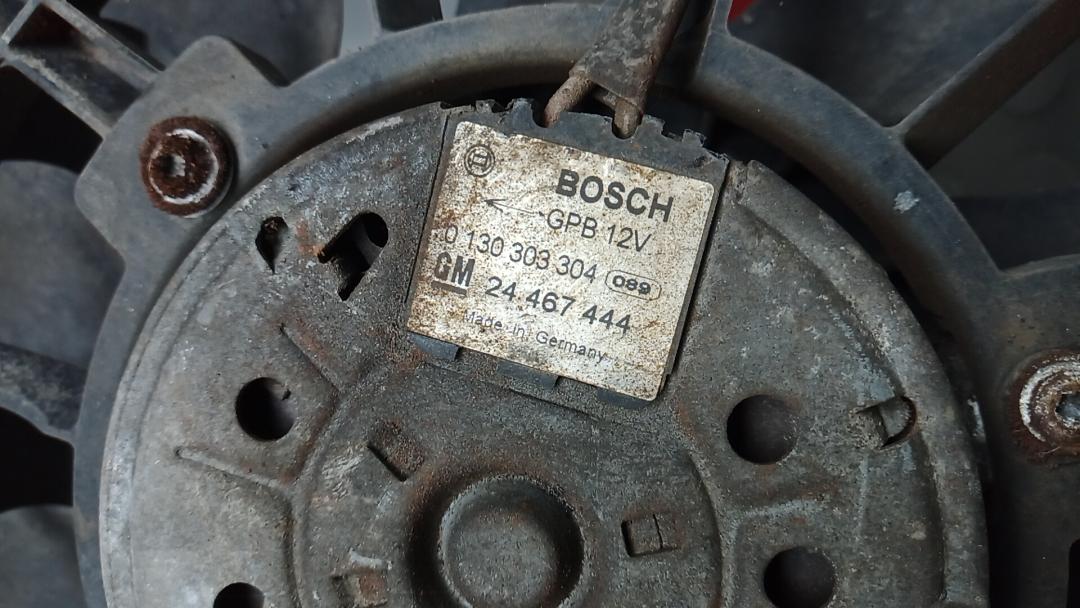 BOSCH
GPB 12V
0 130 303 304 089
GM 24 467 444
Made in Germany